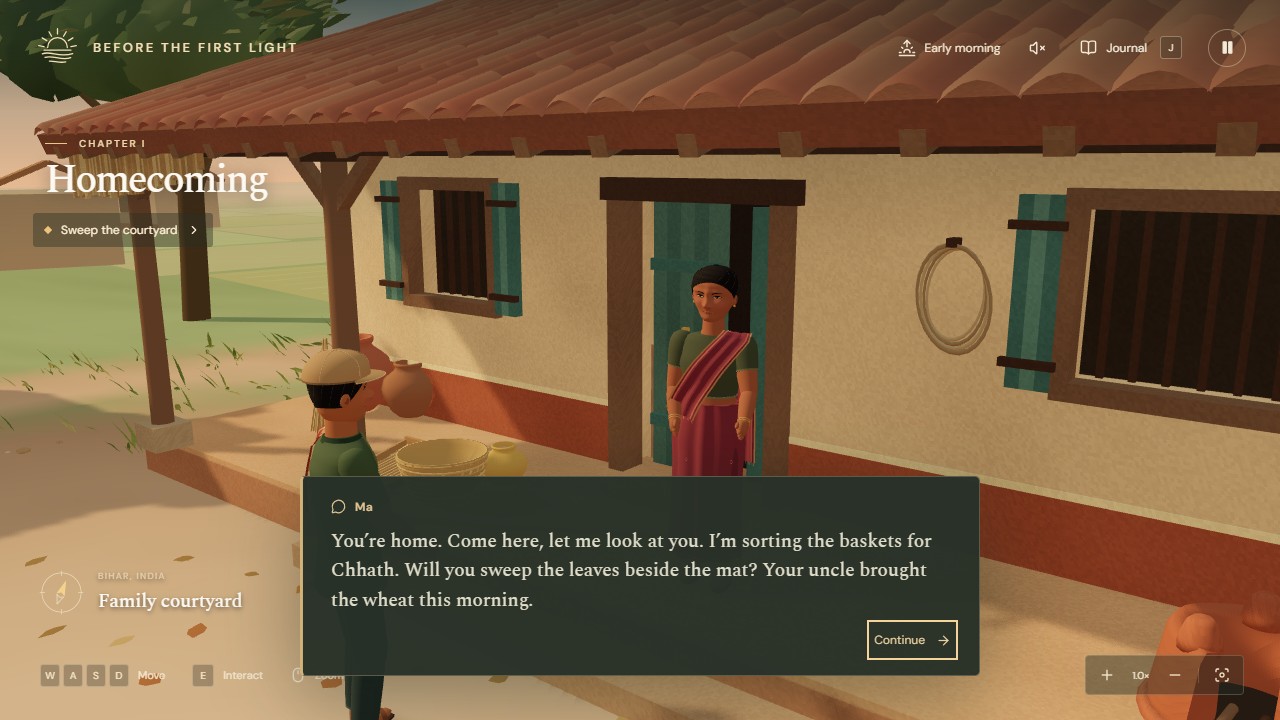 BEFORE THE FIRST LIGHT
Early morning
Journal J
CHAPTER I
Homecoming
Sweep the courtyard
Ma
You’re home. Come here, let me look at you. I’m sorting the baskets for
Chhath. Will you sweep the leaves beside the mat? Your uncle brought
the wheat this morning.
Continue
BIHAR, INDIA
Family courtyard
W A S D Move E Interact Zoom
1.0×